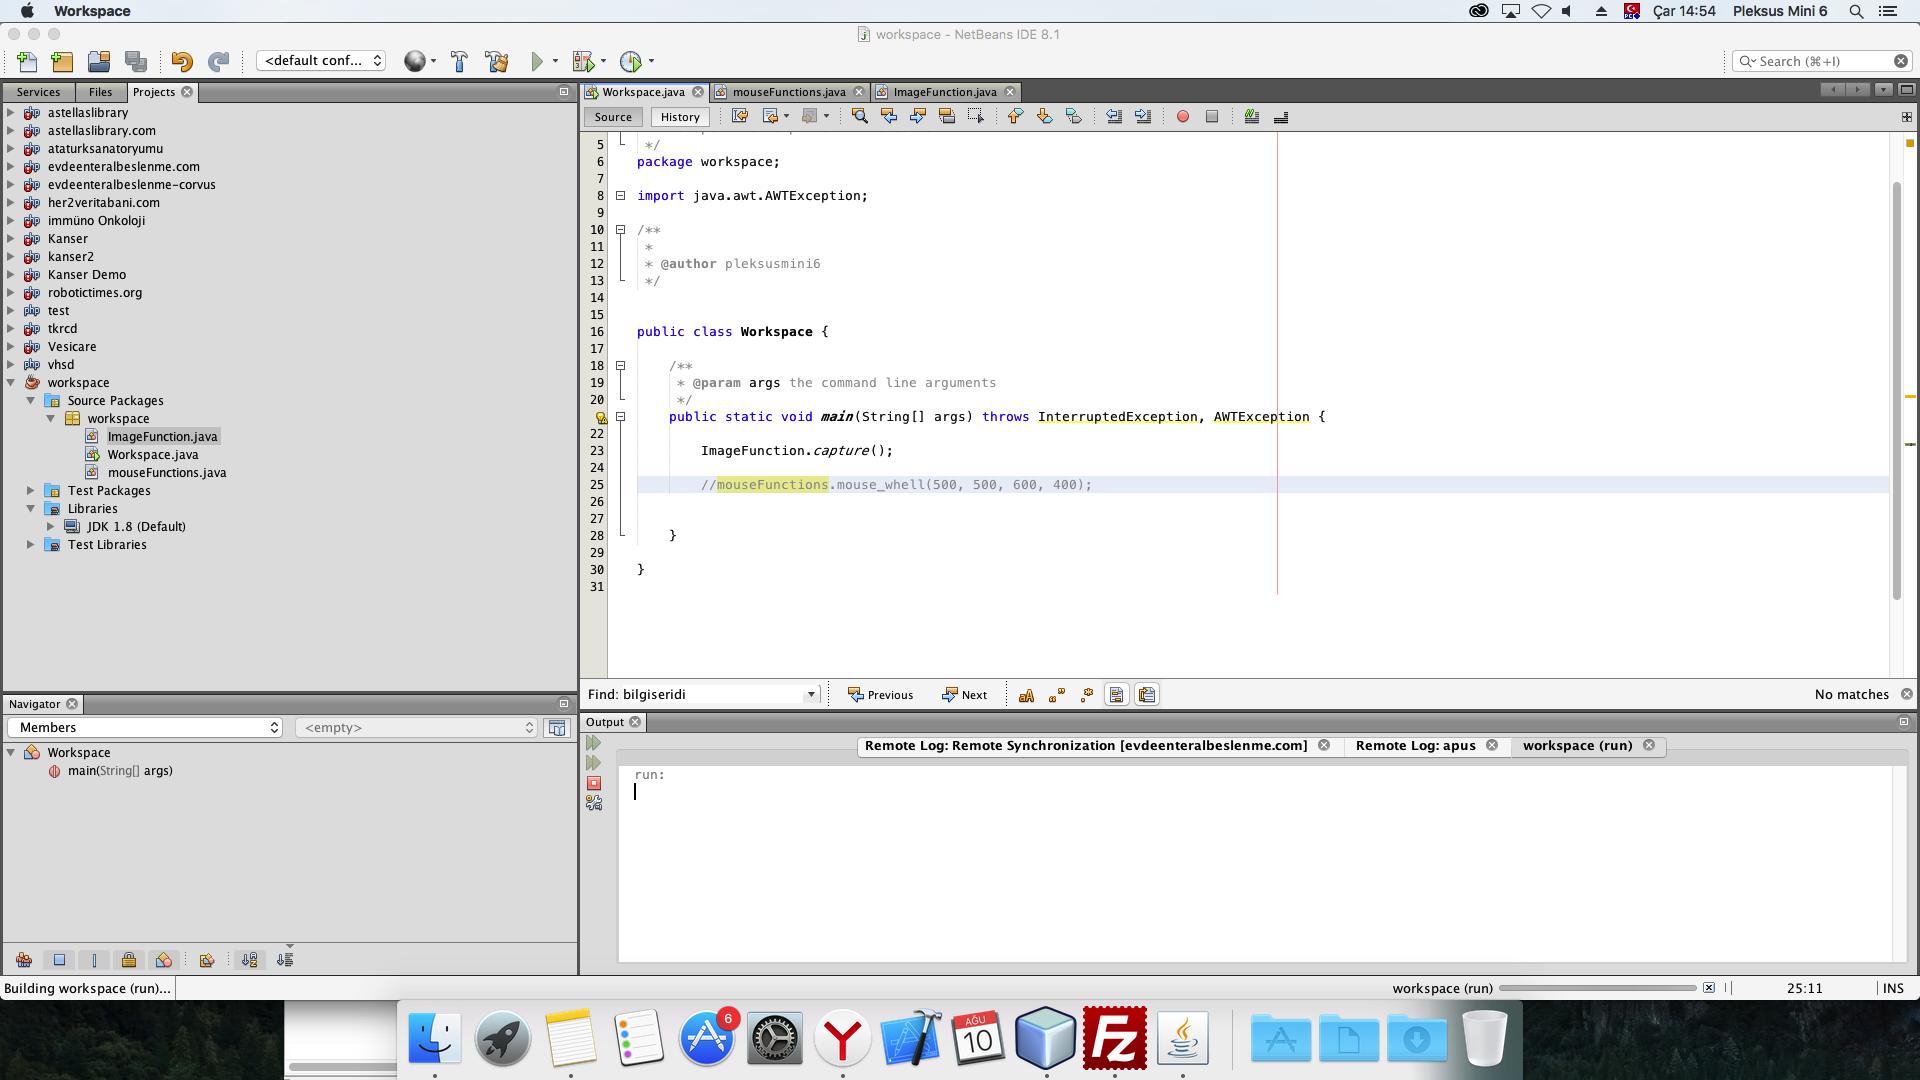 Workspace
Çar 14:54 Pleksus Mini 6
workspace - NetBeans IDE 8.1
<default conf...
Search (⌘+I)
Services Files Projects
astellaslibrary
astellaslibrary.com
ataturksanatoryumu
evdeenteralbeslenme.com
evdeenteralbeslenme-corvus
her2veritabani.com
immüno Onkoloji
Kanser
kanser2
Kanser Demo
robotictimes.org
test
tkrcd
Vesicare
vhsd
workspace
Source Packages
workspace
ImageFunction.java
Workspace.java
mouseFunctions.java
Test Packages
Libraries
JDK 1.8 (Default)
Test Libraries
Navigator
Members <empty>
Workspace
main(String[] args)
Workspace.java mouseFunctions.java ImageFunction.java
Source History
5 */
6 package workspace;
7
8 import java.awt.AWTException;
9
10 /**
11 *
12 * @author pleksusmini6
13 */
14
15
16 public class Workspace {
17
18 /**
19 * @param args the command line arguments
20 */
public static void main(String[] args) throws InterruptedException, AWTException {
22
23 ImageFunction.capture();
24
25 //mouseFunctions.mouse_whell(500, 500, 600, 400);
26
27
28 }
29
30 }
31
Find: bilgiseridi Previous Next No matches
Output
Remote Log: Remote Synchronization [evdeenteralbeslenme.com] Remote Log: apus workspace (run)
run:
Building workspace (run)... workspace (run) 25:11 INS
6
AĞU
10